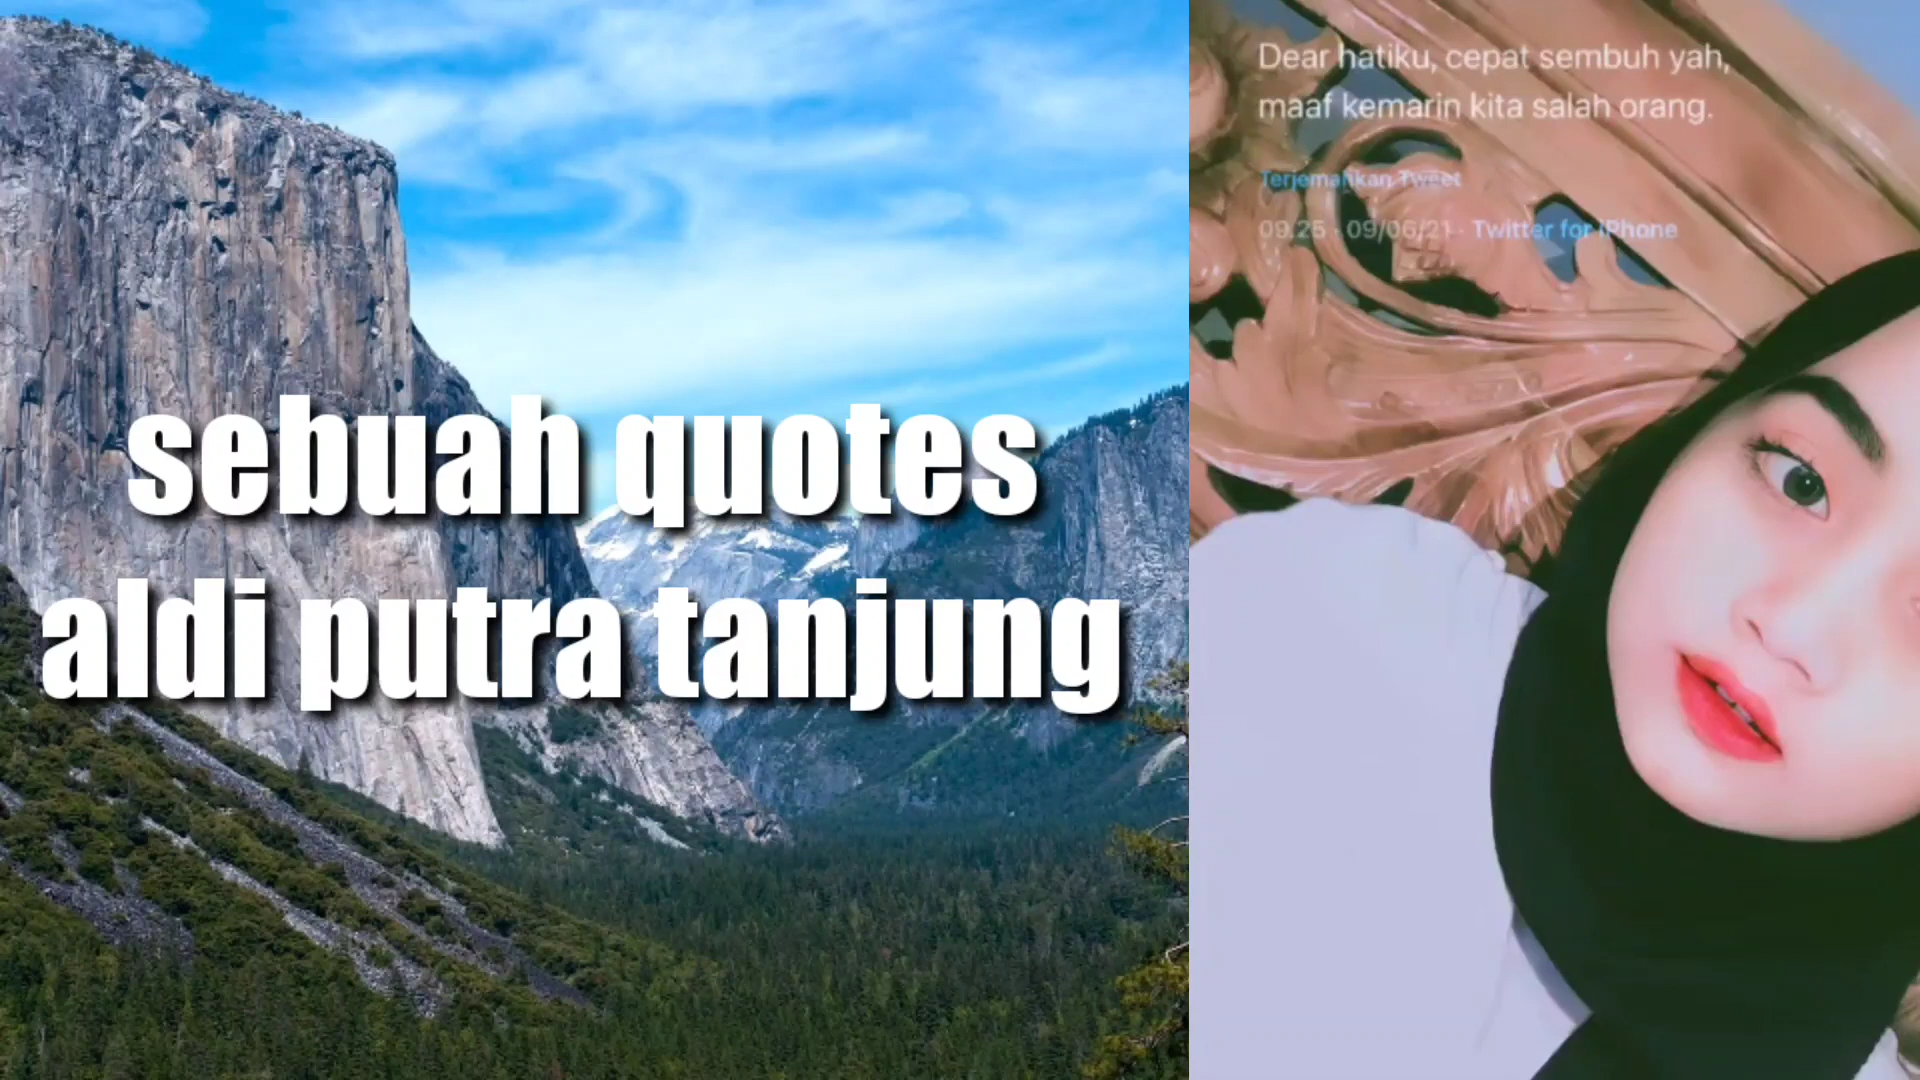 sebuah quotes
aldi putra tanjung
Dear hatiku, cepat sembuh yah,
maaf kemarin kita salah orang.
Terjemahkan Tweet
09.25 · 09/06/21 · Twitter for iPhone